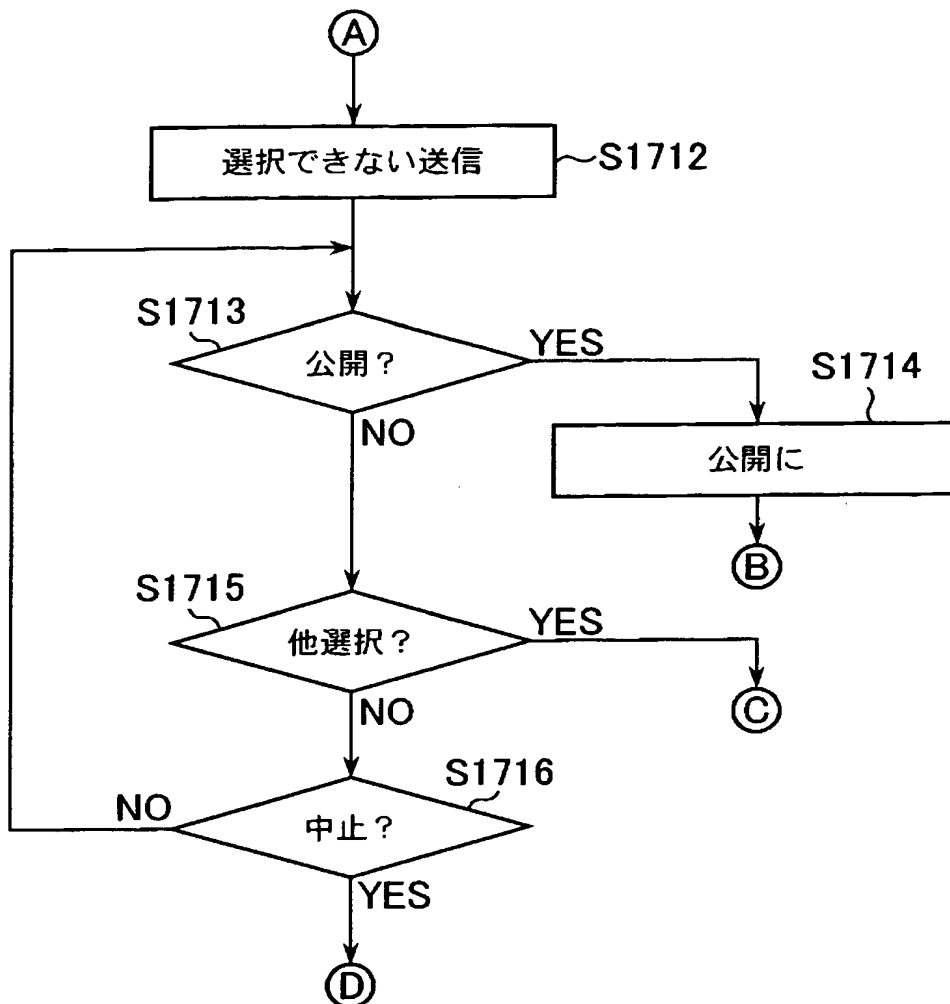 A
選択できない送信
S1712
S1713
公開？
YES
NO
S1714
公開に
B
S1715
他選択？
YES
NO
C
S1716
中止？
NO
YES
D